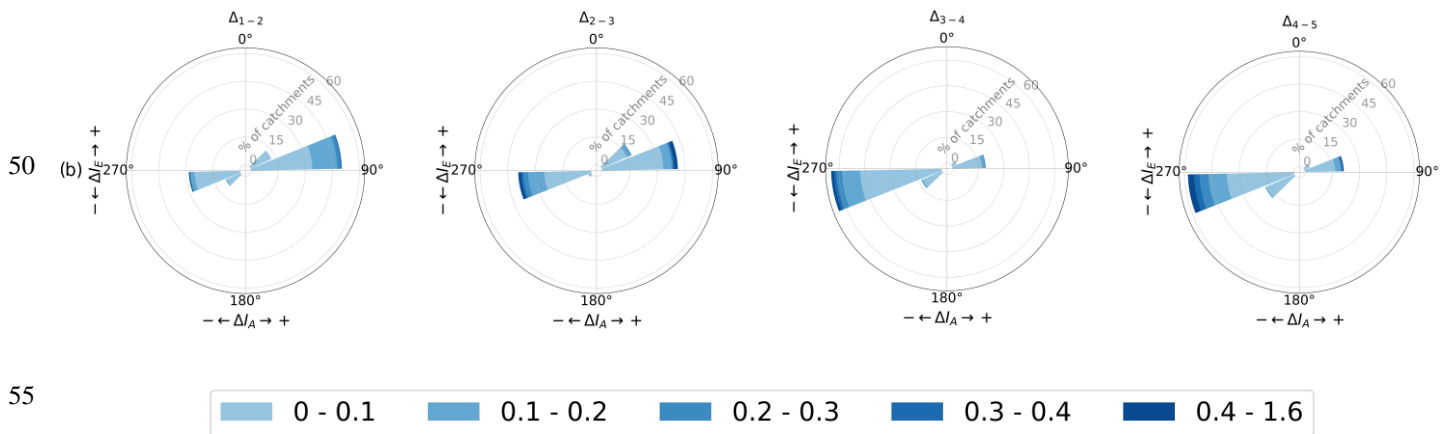 Δ1−2
0°
% of catchments
60
45
30
15
0
90°
180°
270°
− ← ΔIE → +
− ← ΔIA → +
Δ2−3
0°
% of catchments
60
45
30
15
0
90°
180°
270°
− ← ΔIE → +
− ← ΔIA → +
Δ3−4
0°
% of catchments
60
45
30
15
0
90°
180°
270°
− ← ΔIE → +
− ← ΔIA → +
Δ4−5
0°
% of catchments
60
45
30
15
0
90°
180°
270°
− ← ΔIE → +
− ← ΔIA → +
50
(b)
55
0 - 0.1
0.1 - 0.2
0.2 - 0.3
0.3 - 0.4
0.4 - 1.6